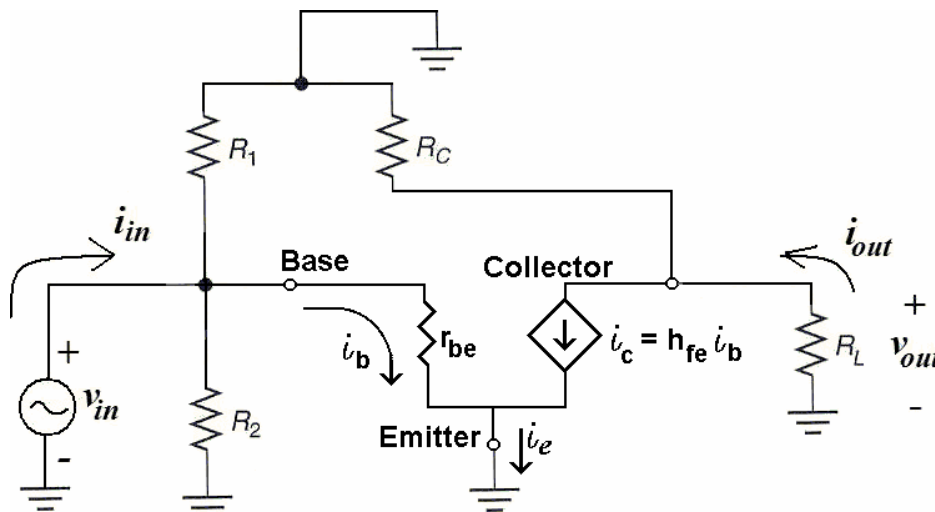 R1
RC
iin
Base
Collector
iout
+
ib
rbe
ic = hfe ib
RL
+
vout
-
vin
-
R2
Emitter
ie